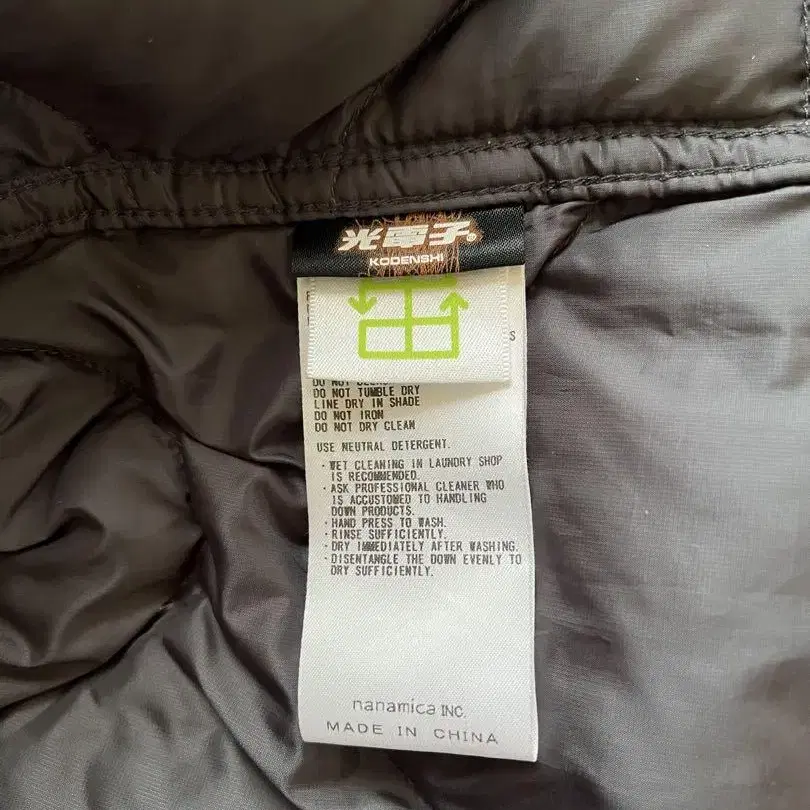 光電子®
KODENSHI
S
DO NOT
DO NOT TUMBLE DRY
LINE DRY IN SHADE
DO NOT IRON
DO NOT DRY CLEAN
USE NEUTRAL DETERGENT.
・WET CLEANING IN LAUNDRY SHOP
IS RECOMMENDED.
・ASK PROFESSIONAL CLEANER WHO
IS ACCUSTOMED TO HANDLING
DOWN PRODUCTS.
・HAND PRESS TO WASH.
・RINSE SUFFICIENTLY.
・DRY IMMEDIATELY AFTER WASHING.
・DISENTANGLE THE DOWN EVENLY TO
DRY SUFFICIENTLY.
nanamica INC.
MADE IN CHINA